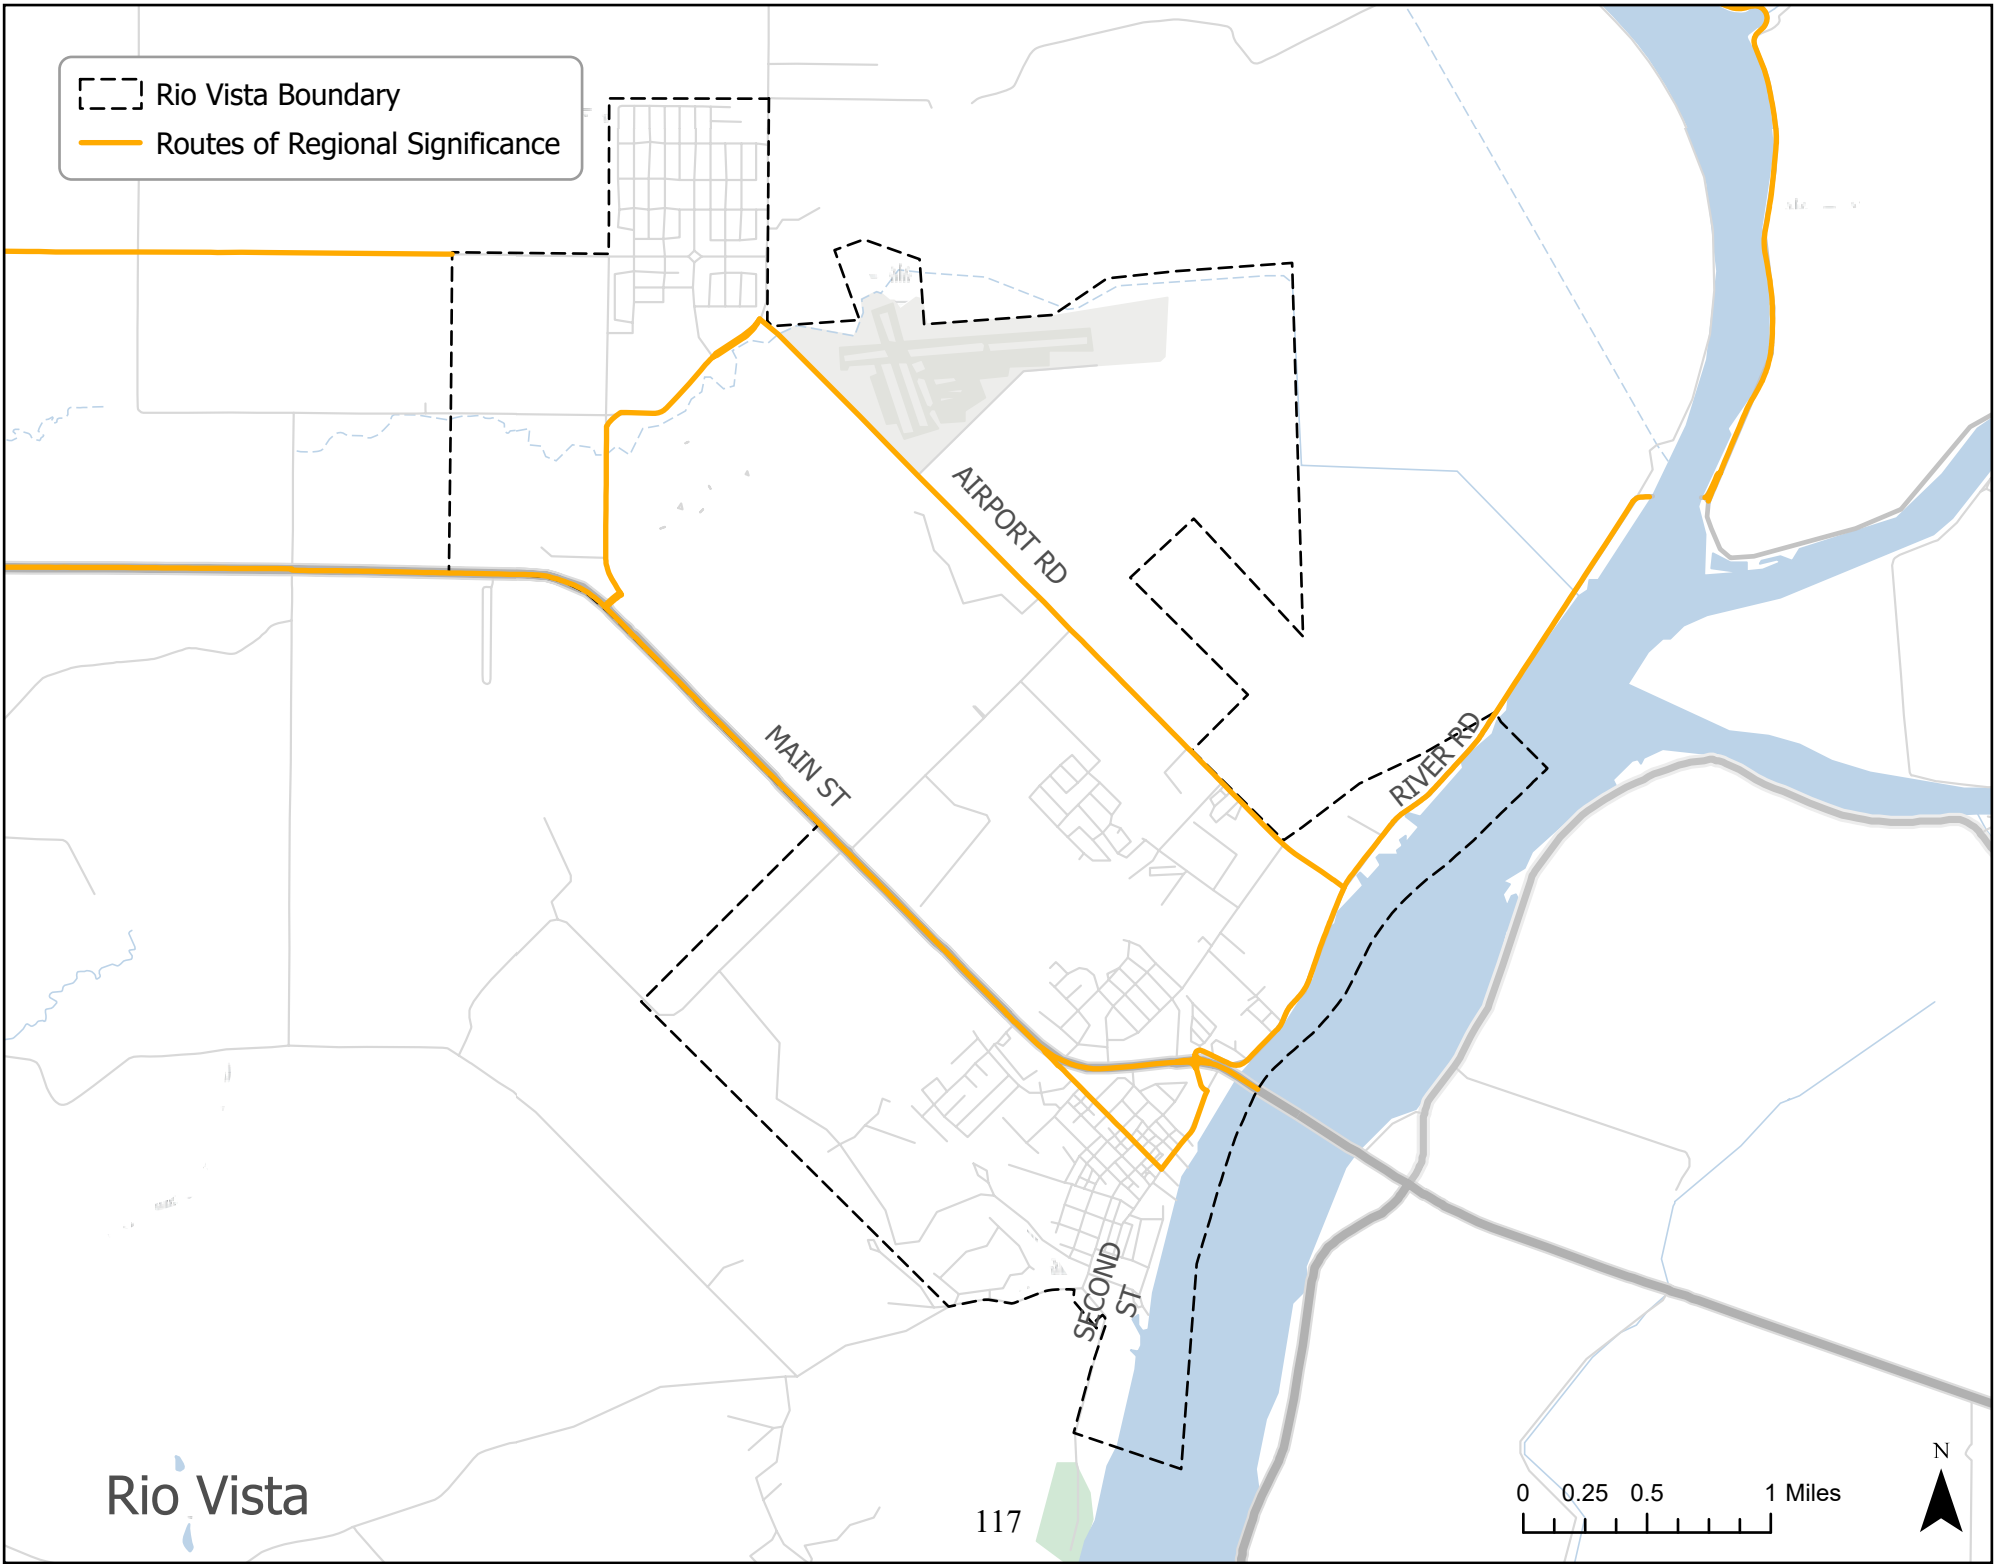 Rio Vista Boundary
Routes of Regional Significance
AIRPORT RD
MAIN ST
RIVER RD
SECOND
ST
Rio Vista
117
0 0.25 0.5 1 Miles
N